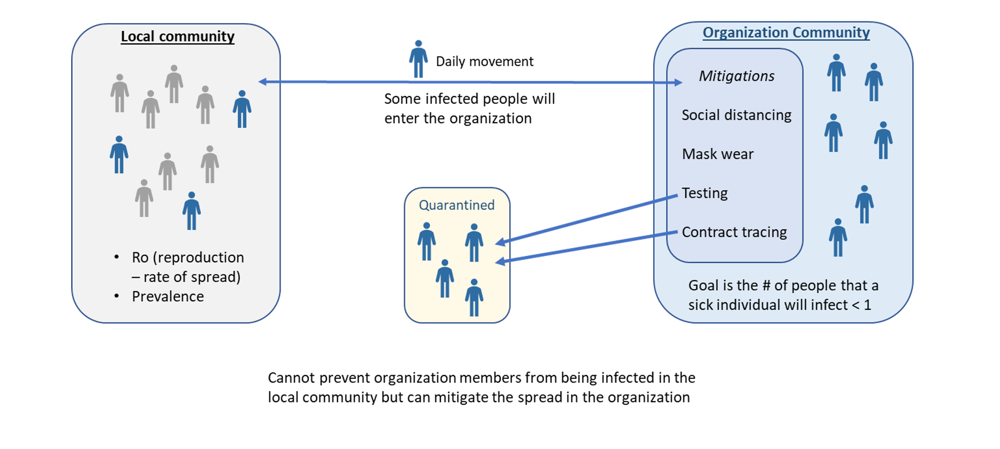 Local community
• Ro (reproduction
– rate of spread)
• Prevalence
Daily movement
Some infected people will
enter the organization
Quarantined
Organization Community
Mitigations
Social distancing
Mask wear
Testing
Contract tracing
Goal is the # of people that a
sick individual will infect < 1
Cannot prevent organization members from being infected in the
local community but can mitigate the spread in the organization